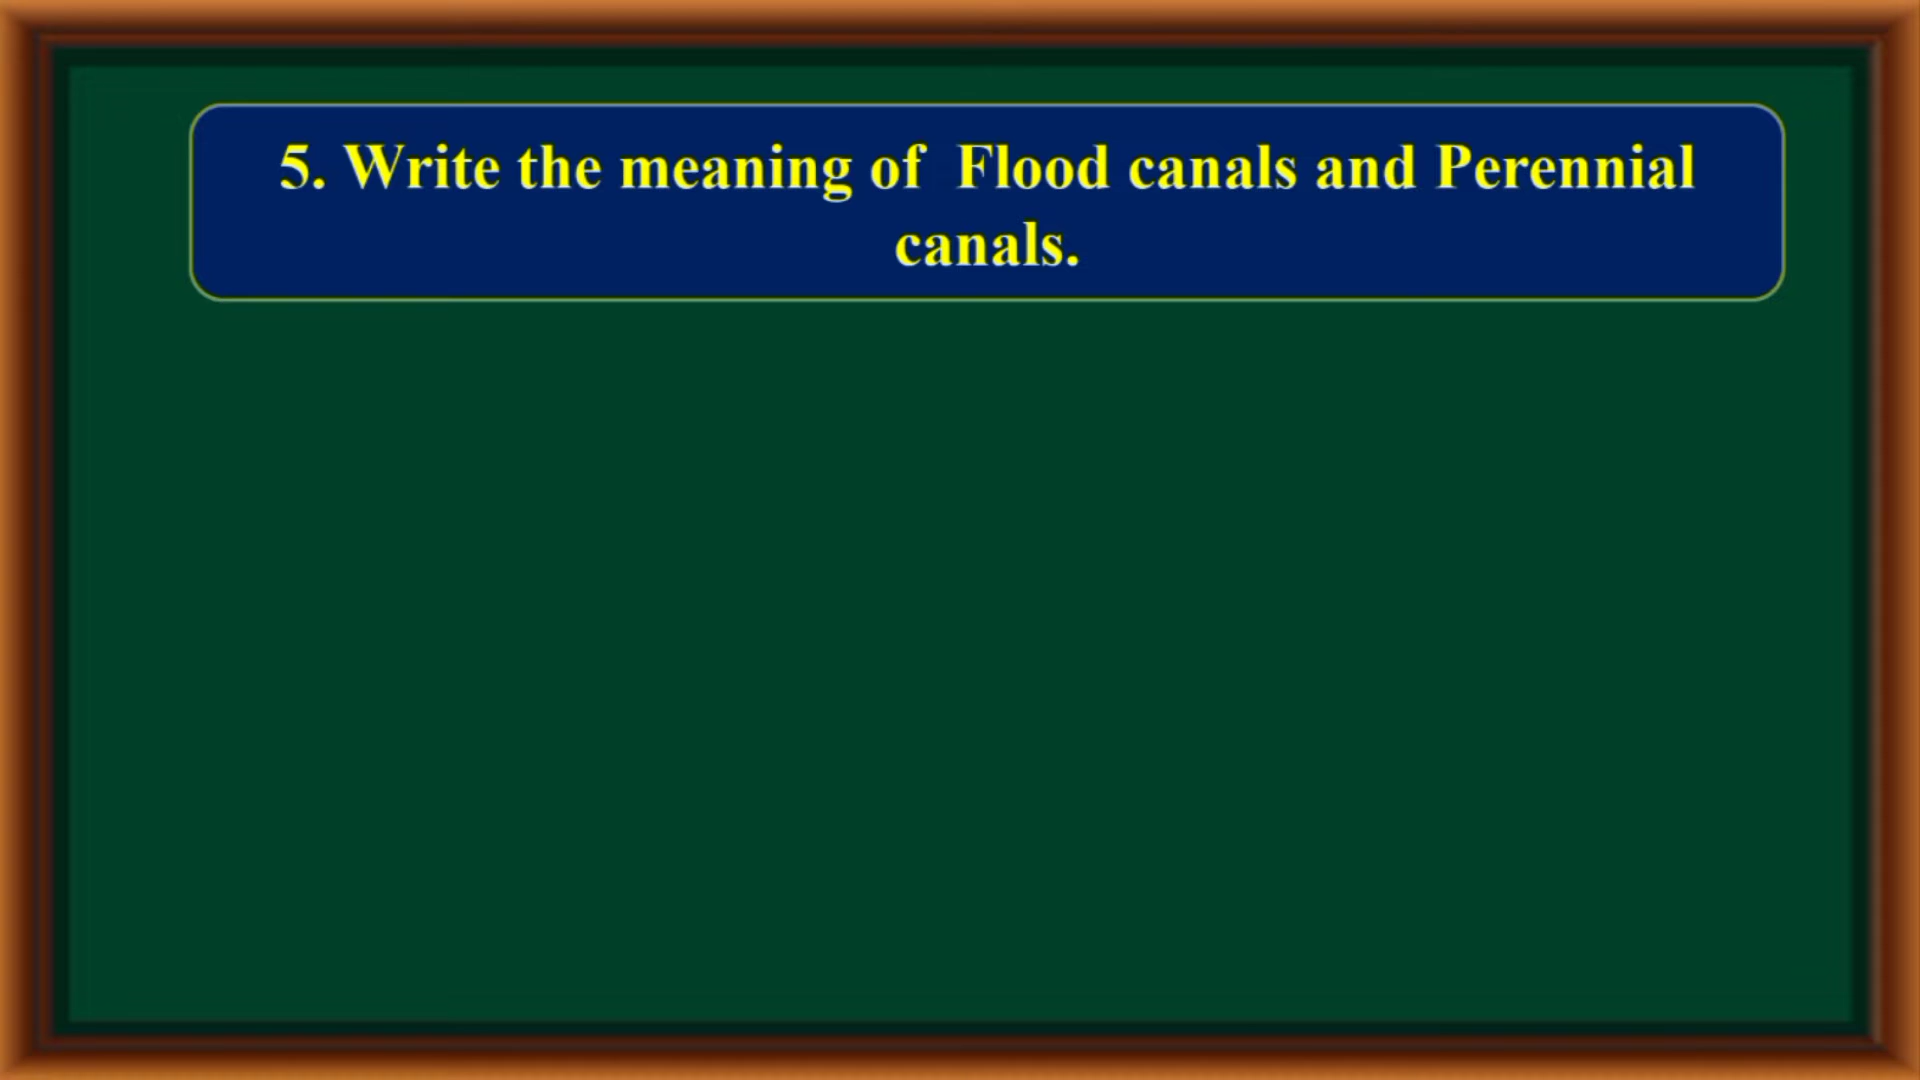 5. Write the meaning of  Flood canals and Perennial
canals.